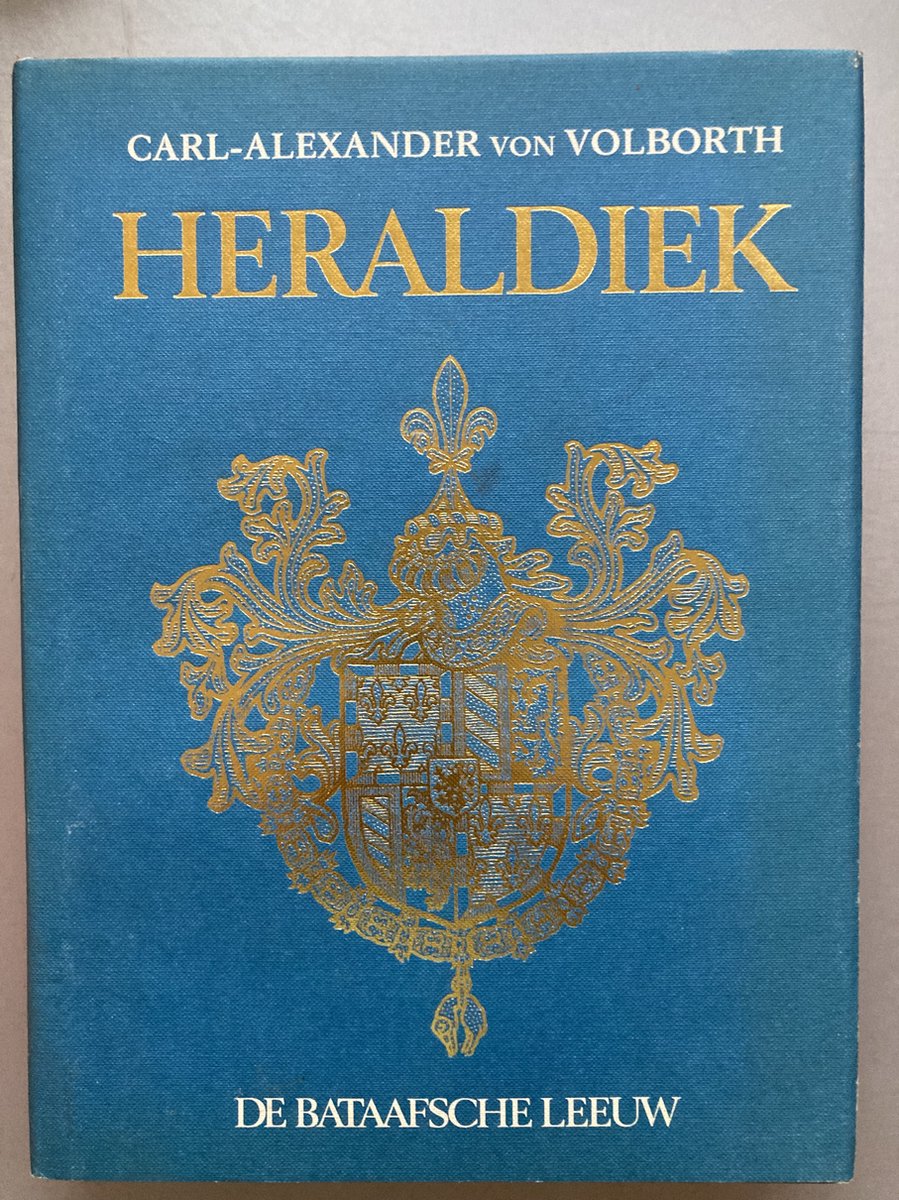 CARL-ALEXANDER VON VOLBORTH
HERALDIEK
DE BATAAFSCHE LEEUW